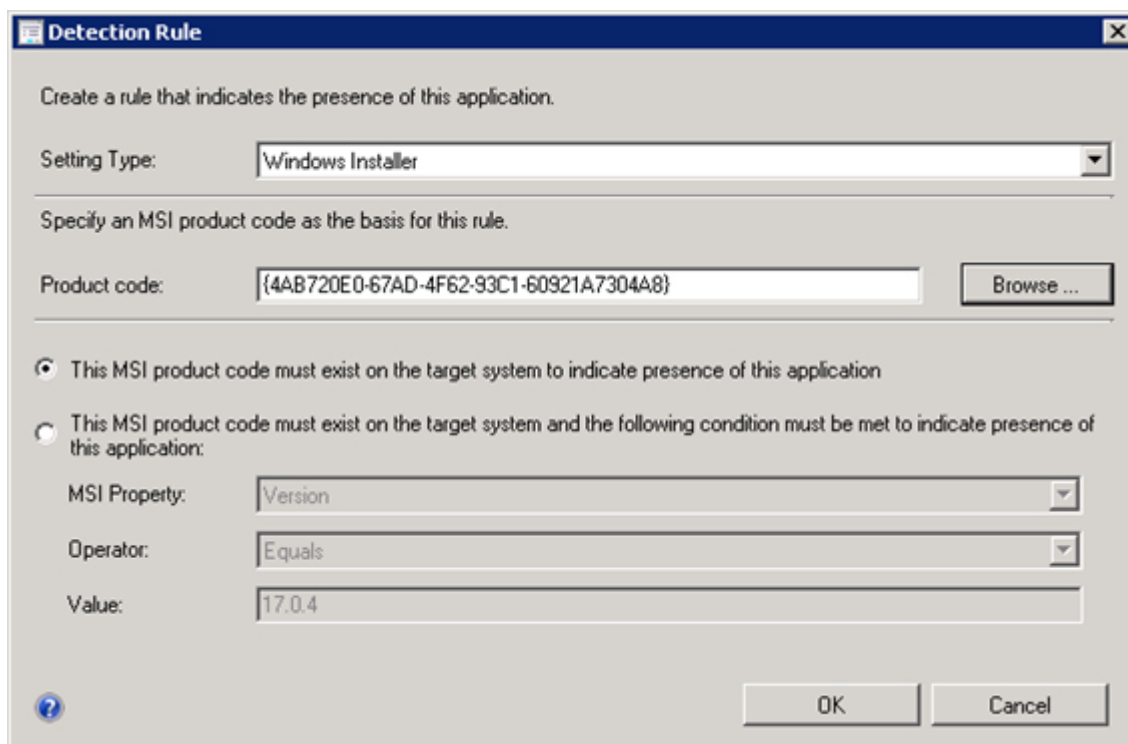 Detection Rule
Create a rule that indicates the presence of this application.
Setting Type: Windows Installer
Specify an MSI product code as the basis for this rule.
Product code: {4AB720E0-67AD-4F62-93C1-60921A7304A8} Browse ...
This MSI product code must exist on the target system to indicate presence of this application
This MSI product code must exist on the target system and the following condition must be met to indicate presence of
this application:
MSI Property: Version
Operator: Equals
Value: 17.0.4
? OK Cancel